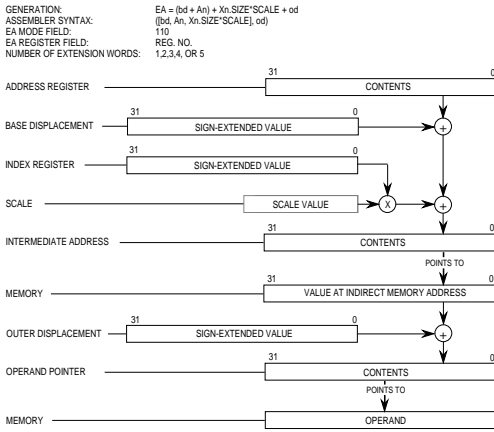 GENERATION: EA = (bd + An) + Xn.SIZE*SCALE + od
ASSEMBLER SYNTAX: ([bd, An, Xn.SIZE*SCALE], od)
EA MODE FIELD: 110
EA REGISTER FIELD: REG. NO.
NUMBER OF EXTENSION WORDS: 1,2,3,4, OR 5
31 0
ADDRESS REGISTER CONTENTS
31 0
BASE DISPLACEMENT SIGN-EXTENDED VALUE +
31 0
INDEX REGISTER SIGN-EXTENDED VALUE
SCALE SCALE VALUE X +
31 0
INTERMEDIATE ADDRESS CONTENTS
POINTS TO
31 0
MEMORY VALUE AT INDIRECT MEMORY ADDRESS
31 0
OUTER DISPLACEMENT SIGN-EXTENDED VALUE +
31 0
OPERAND POINTER CONTENTS
POINTS TO
MEMORY OPERAND